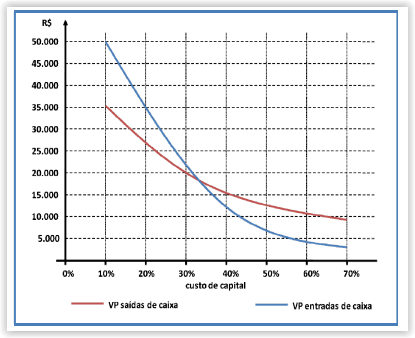 R$
50.000
45.000
40.000
35.000
30.000
25.000
20.000
15.000
10.000
5.000
0% 10% 20% 30% 40% 50% 60% 70%
custo de capital
VP saídas de caixa VP entradas de caixa